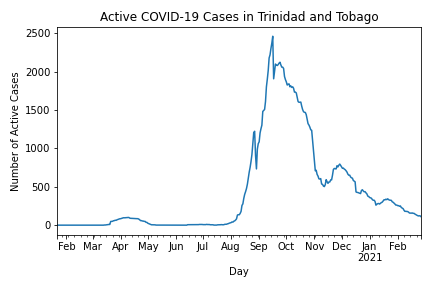 Active COVID-19 Cases in Trinidad and Tobago
Number of Active Cases
2500
2000
1500
1000
500
0
Feb Mar Apr May Jun Jul Aug Sep Oct Nov Dec Jan Feb
2021
Day